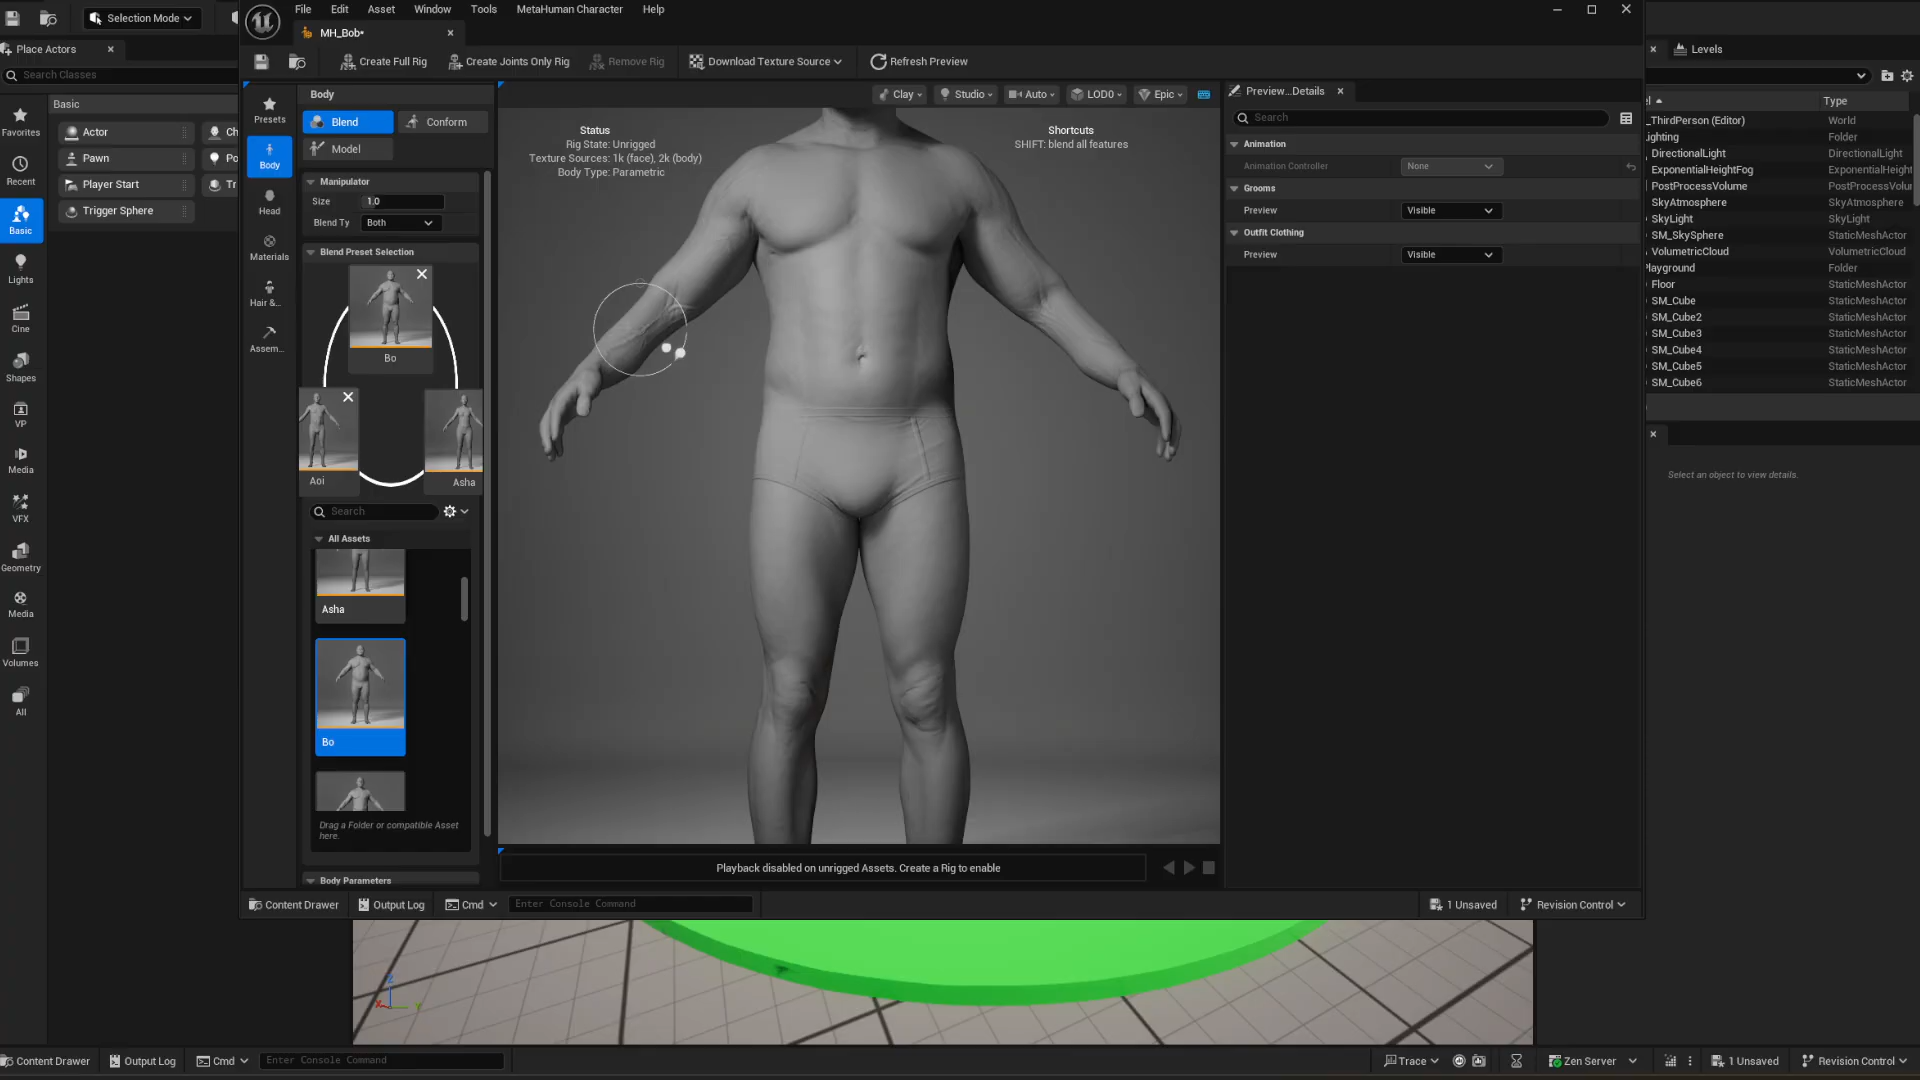 Selection Mode
File Edit Asset Window Tools MetaHuman Character Help
MH_Bob•
Place Actors
Levels
Search Classes
Create Full Rig
Create Joints Only Rig
Remove Rig
Download Texture Source
Refresh Preview
Favorites
Recent
Basic
Lights
Cine
Shapes
VP
Media
VFX
Geometry
Media
Volumes
All
Basic
Actor
Pawn
Player Start
Trigger Sphere
Presets
Body
Head
Materials
Hair &...
Assem...
Body
Blend
Conform
Model
Manipulator
Size 1.0
Blend Ty Both
Blend Preset Selection
Bo
Aoi
Asha
Search
All Assets
Asha
Bo
Drag a Folder or compatible Asset
here.
Body Parameters
Clay
Studio
Auto
LOD0
Epic
Status
Rig State: Unrigged
Texture Sources: 1k (face), 2k (body)
Body Type: Parametric
Shortcuts
SHIFT: blend all features
Playback disabled on unrigged Assets. Create a Rig to enable
Preview...Details
Search
Animation
Animation Controller None
Grooms
Preview Visible
Outfit Clothing
Preview Visible
Type
_ThirdPerson (Editor) World
ighting Folder
DirectionalLight DirectionalLight
ExponentialHeightFog ExponentialHeight
PostProcessVolume PostProcessVolu
SkyAtmosphere SkyAtmosphere
SkyLight SkyLight
SM_SkySphere StaticMeshActor
VolumetricCloud VolumetricCloud
layground Folder
Floor StaticMeshActor
SM_Cube StaticMeshActor
SM_Cube2 StaticMeshActor
SM_Cube3 StaticMeshActor
SM_Cube4 StaticMeshActor
SM_Cube5 StaticMeshActor
SM_Cube6 StaticMeshActor
Select an object to view details.
Content Drawer
Output Log
Cmd
Enter Console Command
1 Unsaved
Revision Control
Content Drawer
Output Log
Cmd
Enter Console Command
Trace
Zen Server
1 Unsaved
Revision Control